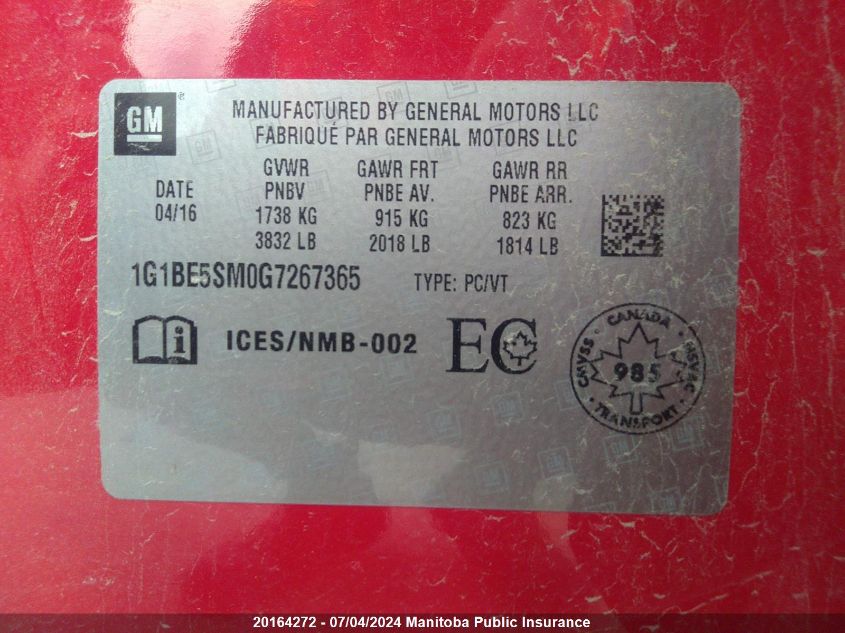 GM ®
MANUFACTURED BY GENERAL MOTORS LLC
FABRIQUÉ PAR GENERAL MOTORS LLC
DATE
04/16
GVWR
PNBV
1738 KG
3832 LB
GAWR FRT
PNBE AV.
915 KG
2018 LB
GAWR RR
PNBE ARR.
823 KG
1814 LB
1G1BE5SM0G7267365 TYPE: PC/VT
i ICES/NMB-002 EC
CANADA
CMVSS 985 NSVAC
TRANSPORT
20164272 - 07/04/2024 Manitoba Public Insurance